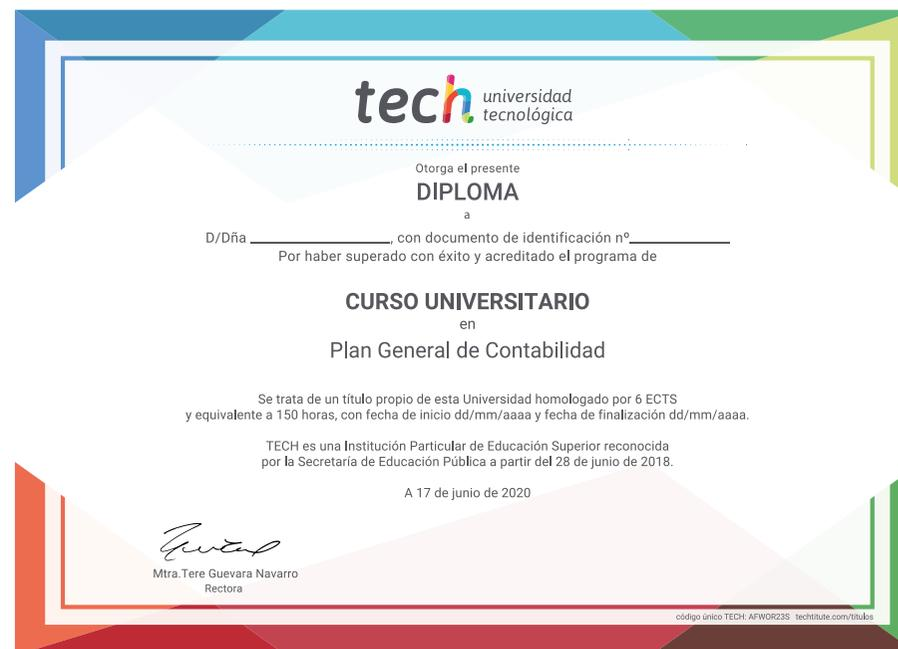 tech universidad
tecnológica
Otorga el presente
DIPLOMA
a
D/Dña ________________, con documento de identificación nº____________
Por haber superado con éxito y acreditado el programa de
CURSO UNIVERSITARIO
en
Plan General de Contabilidad
Se trata de un título propio de esta Universidad homologado por 6 ECTS
y equivalente a 150 horas, con fecha de inicio dd/mm/aaaa y fecha de finalización dd/mm/aaaa.
TECH es una Institución Particular de Educación Superior reconocida
por la Secretaría de Educación Pública a partir del 28 de junio de 2018.
A 17 de junio de 2020
Mtra.Tere Guevara Navarro
Rectora
código único TECH: AFWOR23S techtitute.com/titulos